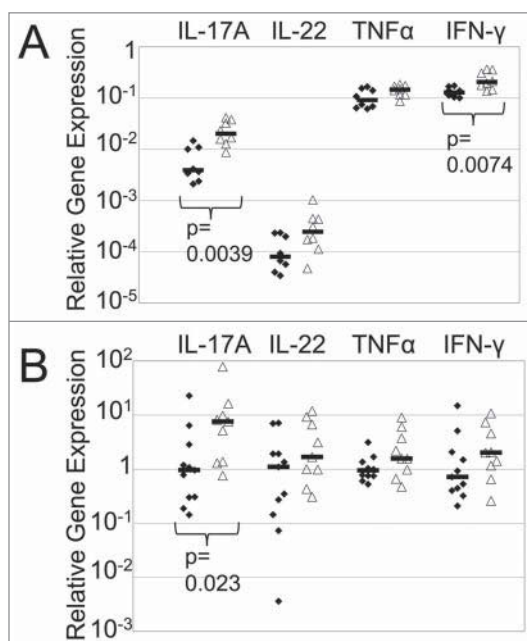 A
IL-17A IL-22 TNFα IFN-γ
Relative Gene Expression
1
10-1
10-2
10-3
10-4
10-5
p=
0.0039
p=
0.0074
B
IL-17A IL-22 TNFα IFN-γ
Relative Gene Expression
10²
10¹
1
10-1
10-2
10-3
p=
0.023